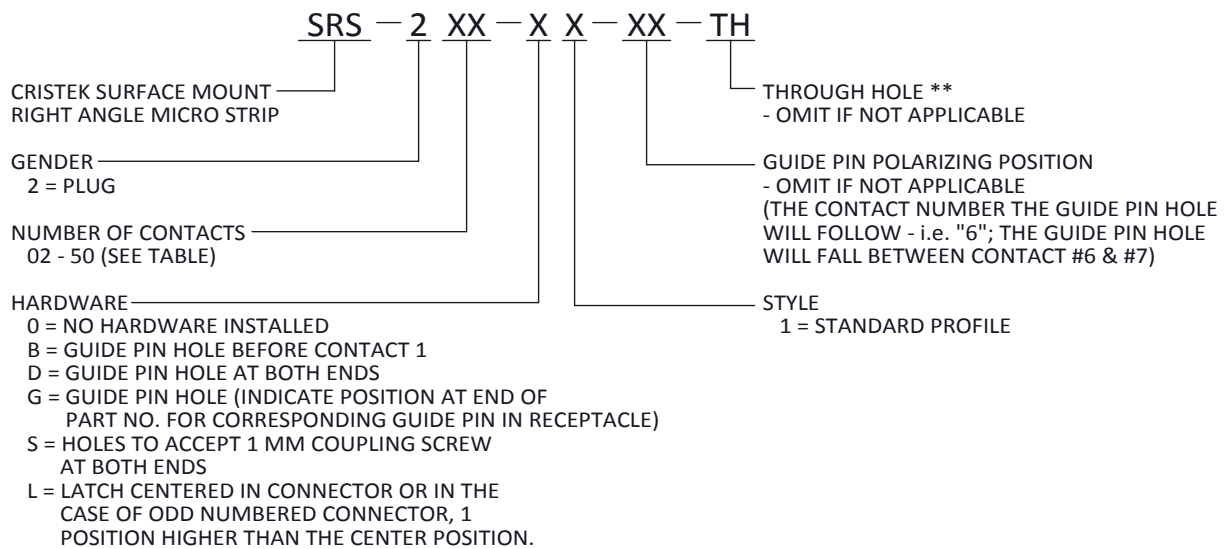 SRS - 2 XX - X X - XX - TH
CRISTEK SURFACE MOUNT
RIGHT ANGLE MICRO STRIP
GENDER
2 = PLUG
NUMBER OF CONTACTS
02 - 50 (SEE TABLE)
HARDWARE
0 = NO HARDWARE INSTALLED
B = GUIDE PIN HOLE BEFORE CONTACT 1
D = GUIDE PIN HOLE AT BOTH ENDS
G = GUIDE PIN HOLE (INDICATE POSITION AT END OF
PART NO. FOR CORRESPONDING GUIDE PIN IN RECEPTACLE)
S = HOLES TO ACCEPT 1 MM COUPLING SCREW
AT BOTH ENDS
L = LATCH CENTERED IN CONNECTOR OR IN THE
CASE OF ODD NUMBERED CONNECTOR, 1
POSITION HIGHER THAN THE CENTER POSITION.
THROUGH HOLE **
- OMIT IF NOT APPLICABLE
GUIDE PIN POLARIZING POSITION
- OMIT IF NOT APPLICABLE
(THE CONTACT NUMBER THE GUIDE PIN HOLE
WILL FOLLOW - i.e. "6"; THE GUIDE PIN HOLE
WILL FALL BETWEEN CONTACT #6 & #7)
STYLE
1 = STANDARD PROFILE